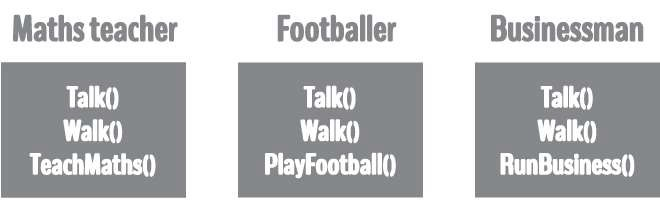 Maths teacher
Talk()
Walk()
TeachMaths()
Footballer
Talk()
Walk()
PlayFootball()
Businessman
Talk()
Walk()
RunBusiness()